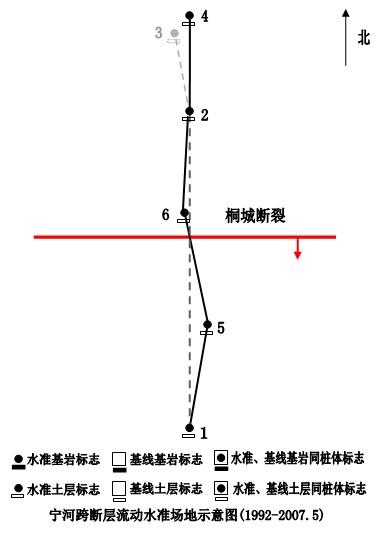 4
3
北
2
6
桐城断裂
5
1
水准基岩标志 基线基岩标志 水准、基线基岩同桩体标志
水准土层标志 基线土层标志 水准、基线土层同桩体标志
宁河跨断层流动水准场地示意图(1992-2007.5)